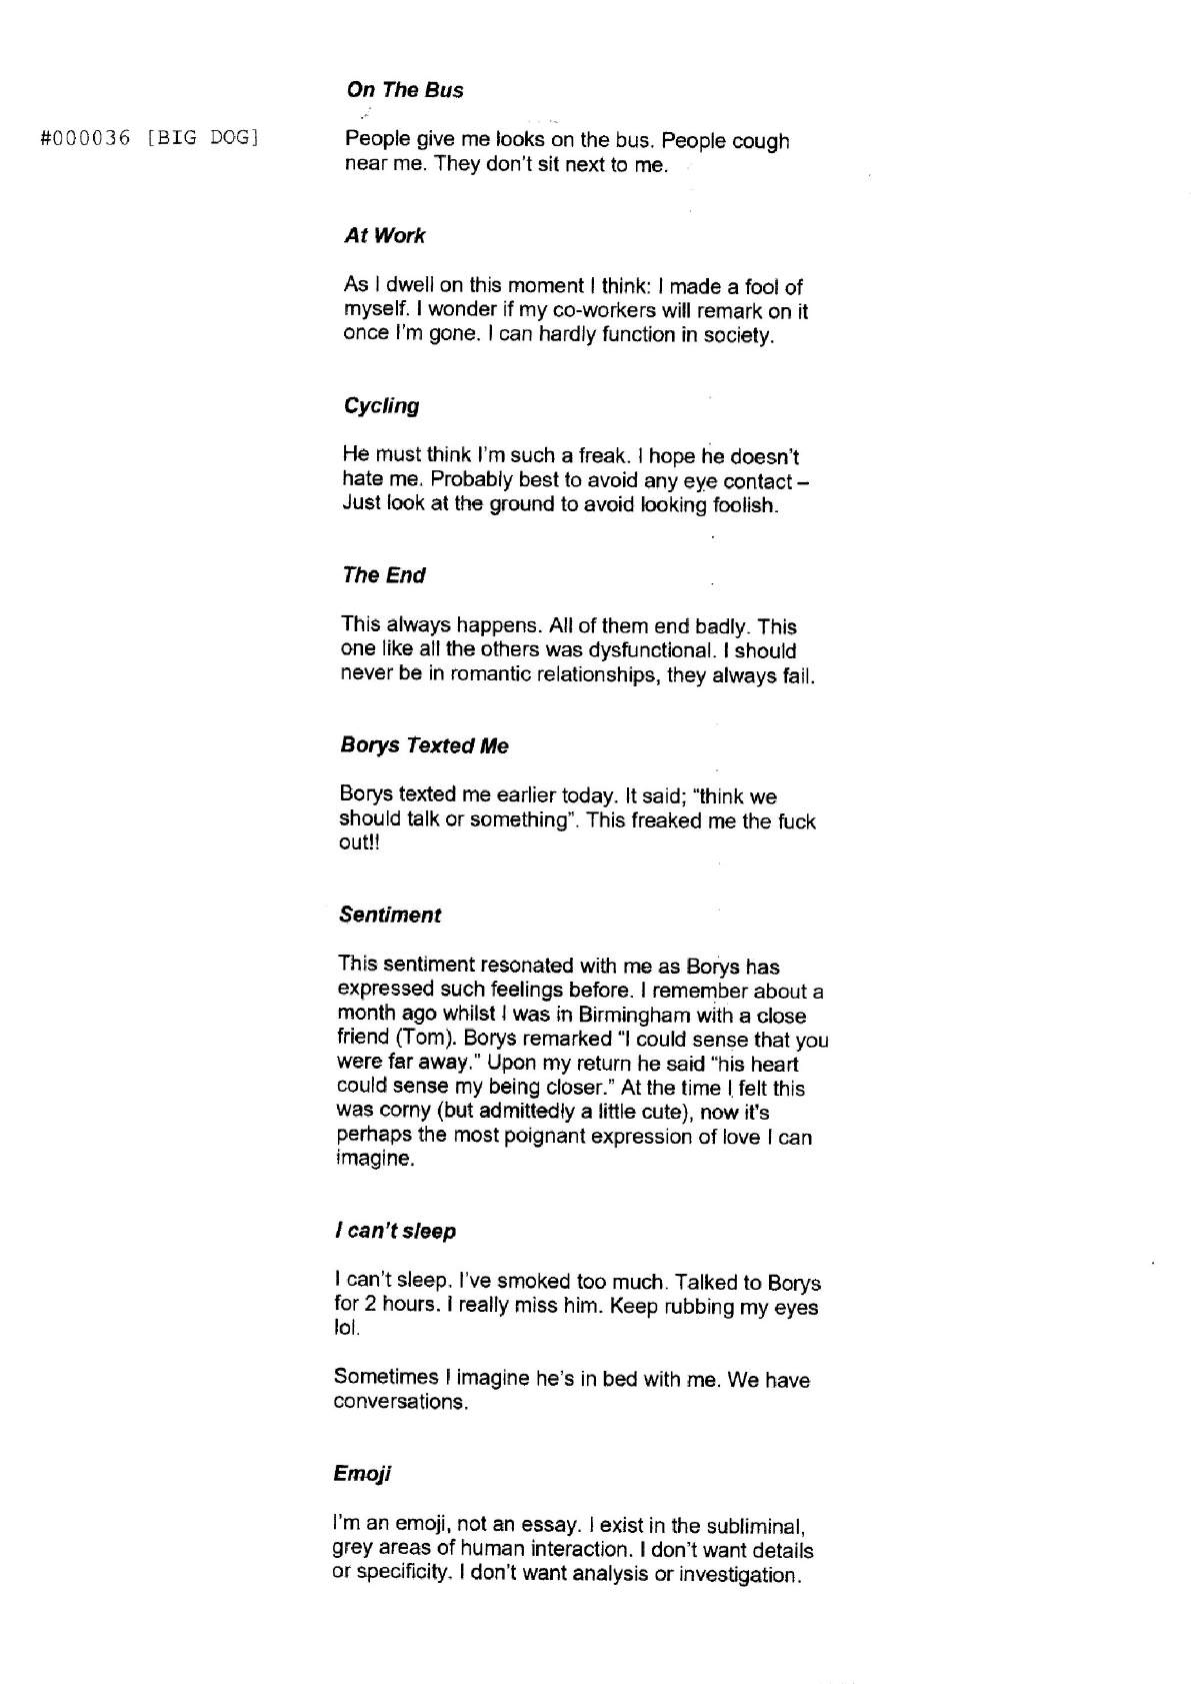 On The Bus
#000036 [BIG DOG]
People give me looks on the bus. People cough
near me. They don't sit next to me.
At Work
As I dwell on this moment I think: I made a fool of
myself. I wonder if my co-workers will remark on it
once I'm gone. I can hardly function in society.
Cycling
He must think I'm such a freak. I hope he doesn't
hate me. Probably best to avoid any eye contact –
Just look at the ground to avoid looking foolish.
The End
This always happens. All of them end badly. This
one like all the others was dysfunctional. I should
never be in romantic relationships, they always fail.
Borys Texted Me
Borys texted me earlier today. It said; “think we
should talk or something”. This freaked me the fuck
out!!
Sentiment
This sentiment resonated with me as Borys has
expressed such feelings before. I remember about a
month ago whilst I was in Birmingham with a close
friend (Tom). Borys remarked “I could sense that you
were far away.” Upon my return he said “his heart
could sense my being closer.” At the time I felt this
was corny (but admittedly a little cute), now it's
perhaps the most poignant expression of love I can
imagine.
I can't sleep
I can't sleep. I've smoked too much. Talked to Borys
for 2 hours. I really miss him. Keep rubbing my eyes
lol.
Sometimes I imagine he's in bed with me. We have
conversations.
Emoji
I'm an emoji, not an essay. I exist in the subliminal,
grey areas of human interaction. I don't want details
or specificity. I don't want analysis or investigation.